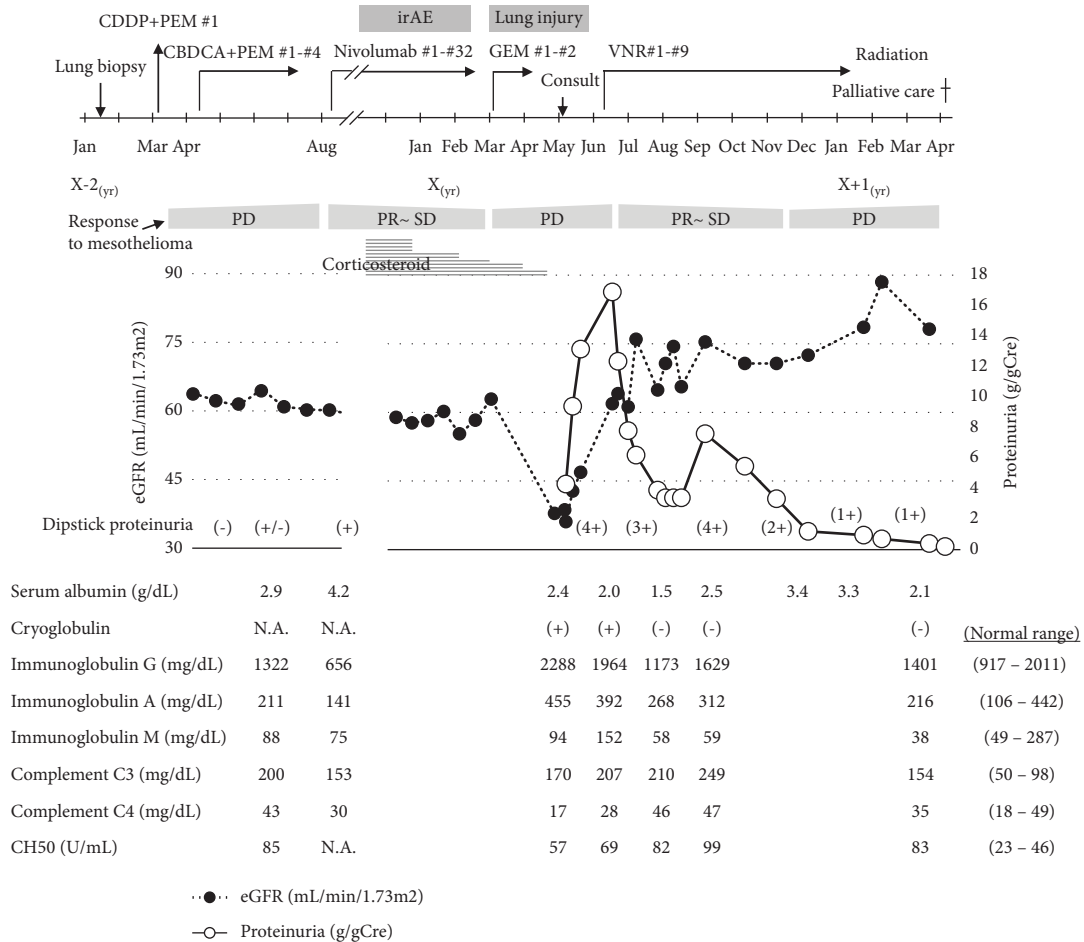 irAE Lung injury
CDDP+PEM #1
CBDCA+PEM #1-#4 Nivolumab #1-#32 GEM #1-#2 VNR#1-#9 Radiation
Lung biopsy Consult
Palliative care
Jan Mar Apr Aug Jan Feb Mar Apr May Jun Jul Aug Sep Oct Nov Dec Jan Feb Mar Apr
X-2(yr) X(yr) X+1(yr)
Response to mesothelioma PD PR~ SD PD PR~ SD PD
Corticosteroid
90 75 60 45 30
eGFR (mL/min/1.73m2)
18 16 14 12 10 8 6 4 2 0
Proteinuria (g/gCre)
Dipstick proteinuria (-) (+/-) (+) (4+) (3+) (4+) (2+) (1+) (1+)
Serum albumin (g/dL) 2.9 4.2 2.4 2.0 1.5 2.5 3.4 3.3 2.1
Cryoglobulin N.A. N.A. (+) (+) (-) (-) (-) (Normal range)
Immunoglobulin G (mg/dL) 1322 656 2288 1964 1173 1629 1401 (917 – 2011)
Immunoglobulin A (mg/dL) 211 141 455 392 268 312 216 (106 – 442)
Immunoglobulin M (mg/dL) 88 75 94 152 58 59 38 (49 – 287)
Complement C3 (mg/dL) 200 153 170 207 210 249 154 (50 – 98)
Complement C4 (mg/dL) 43 30 17 28 46 47 35 (18 – 49)
CH50 (U/mL) 85 N.A. 57 69 82 99 83 (23 – 46)
eGFR (mL/min/1.73m2)
Proteinuria (g/gCre)